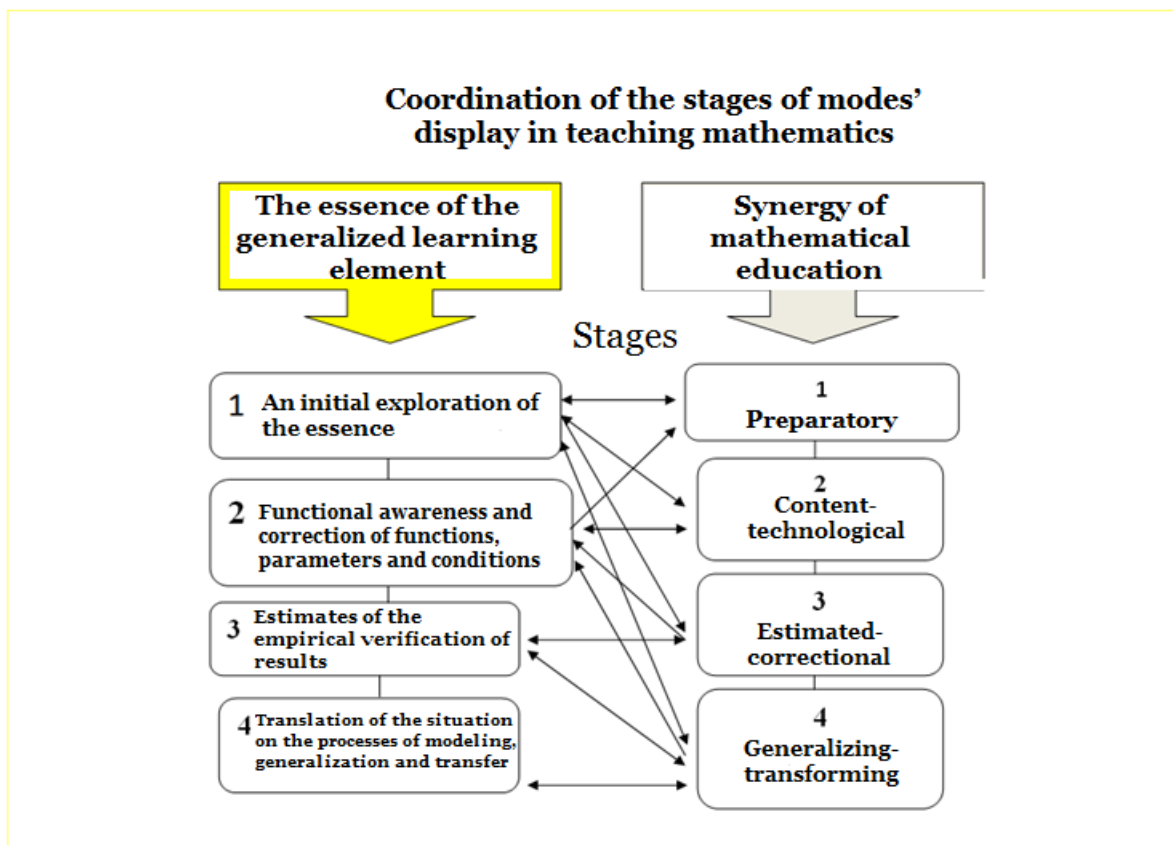 Coordination of the stages of modes’
display in teaching mathematics
The essence of the
generalized learning
element
Synergy of
mathematical
education
Stages
1 An initial exploration of
the essence
2 Functional awareness and
correction of functions,
parameters and conditions
3 Estimates of the
empirical verification of
results
4 Translation of the situation
on the processes of modeling,
generalization and transfer
1
Preparatory
2
Content-
technological
3
Estimated-
correctional
4
Generalizing-
transforming